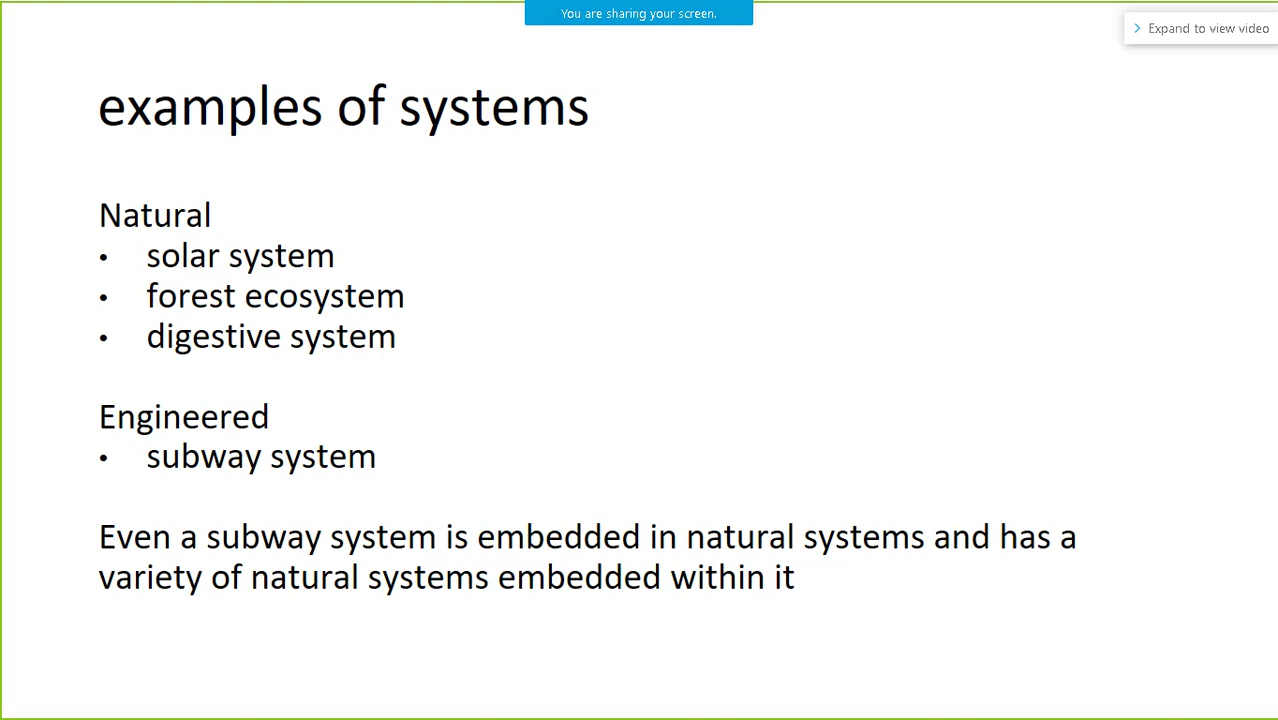 You are sharing your screen.
Expand to view video
examples of systems
Natural
• solar system
• forest ecosystem
• digestive system
Engineered
• subway system
Even a subway system is embedded in natural systems and has a
variety of natural systems embedded within it